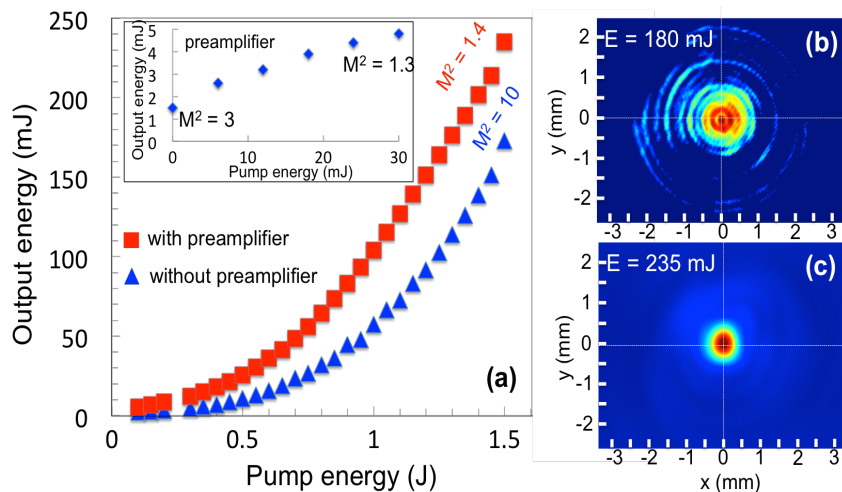 250
200
150
100
50
0
Output energy (mJ)
0
0.5
1
1.5
Pump energy (J)
with preamplifier
without preamplifier
M² = 1.4
M² = 10
(a)
preamplifier
5
4
3
2
1
0
Output energy (mJ)
M² = 3
M² = 1.3
0
10
20
30
Pump energy (mJ)
E = 180 mJ
(b)
2
1
0
-1
-2
y (mm)
-3
-2
-1
0
1
2
3
E = 235 mJ
(c)
2
1
0
-1
-2
y (mm)
-3
-2
-1
0
1
2
3
x (mm)